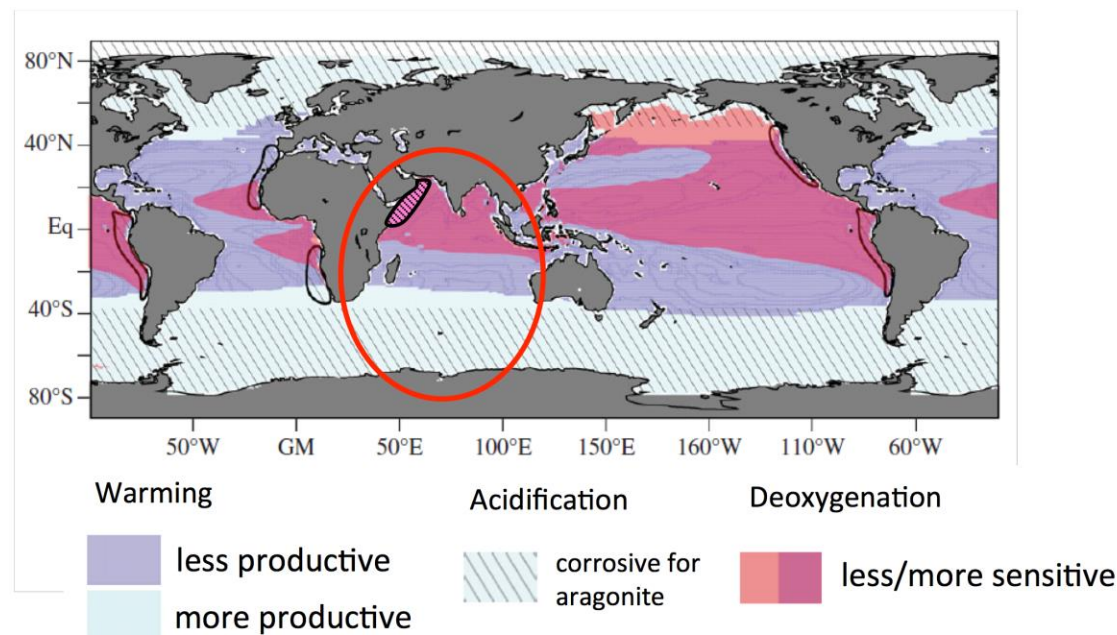 80°N
40°N
Eq
40°S
80°S
50°W GM 50°E 100°E 150°E 160°W 110°W 60°W
Warming
less productive
more productive
Acidification
corrosive for
aragonite
Deoxygenation
less/more sensitive